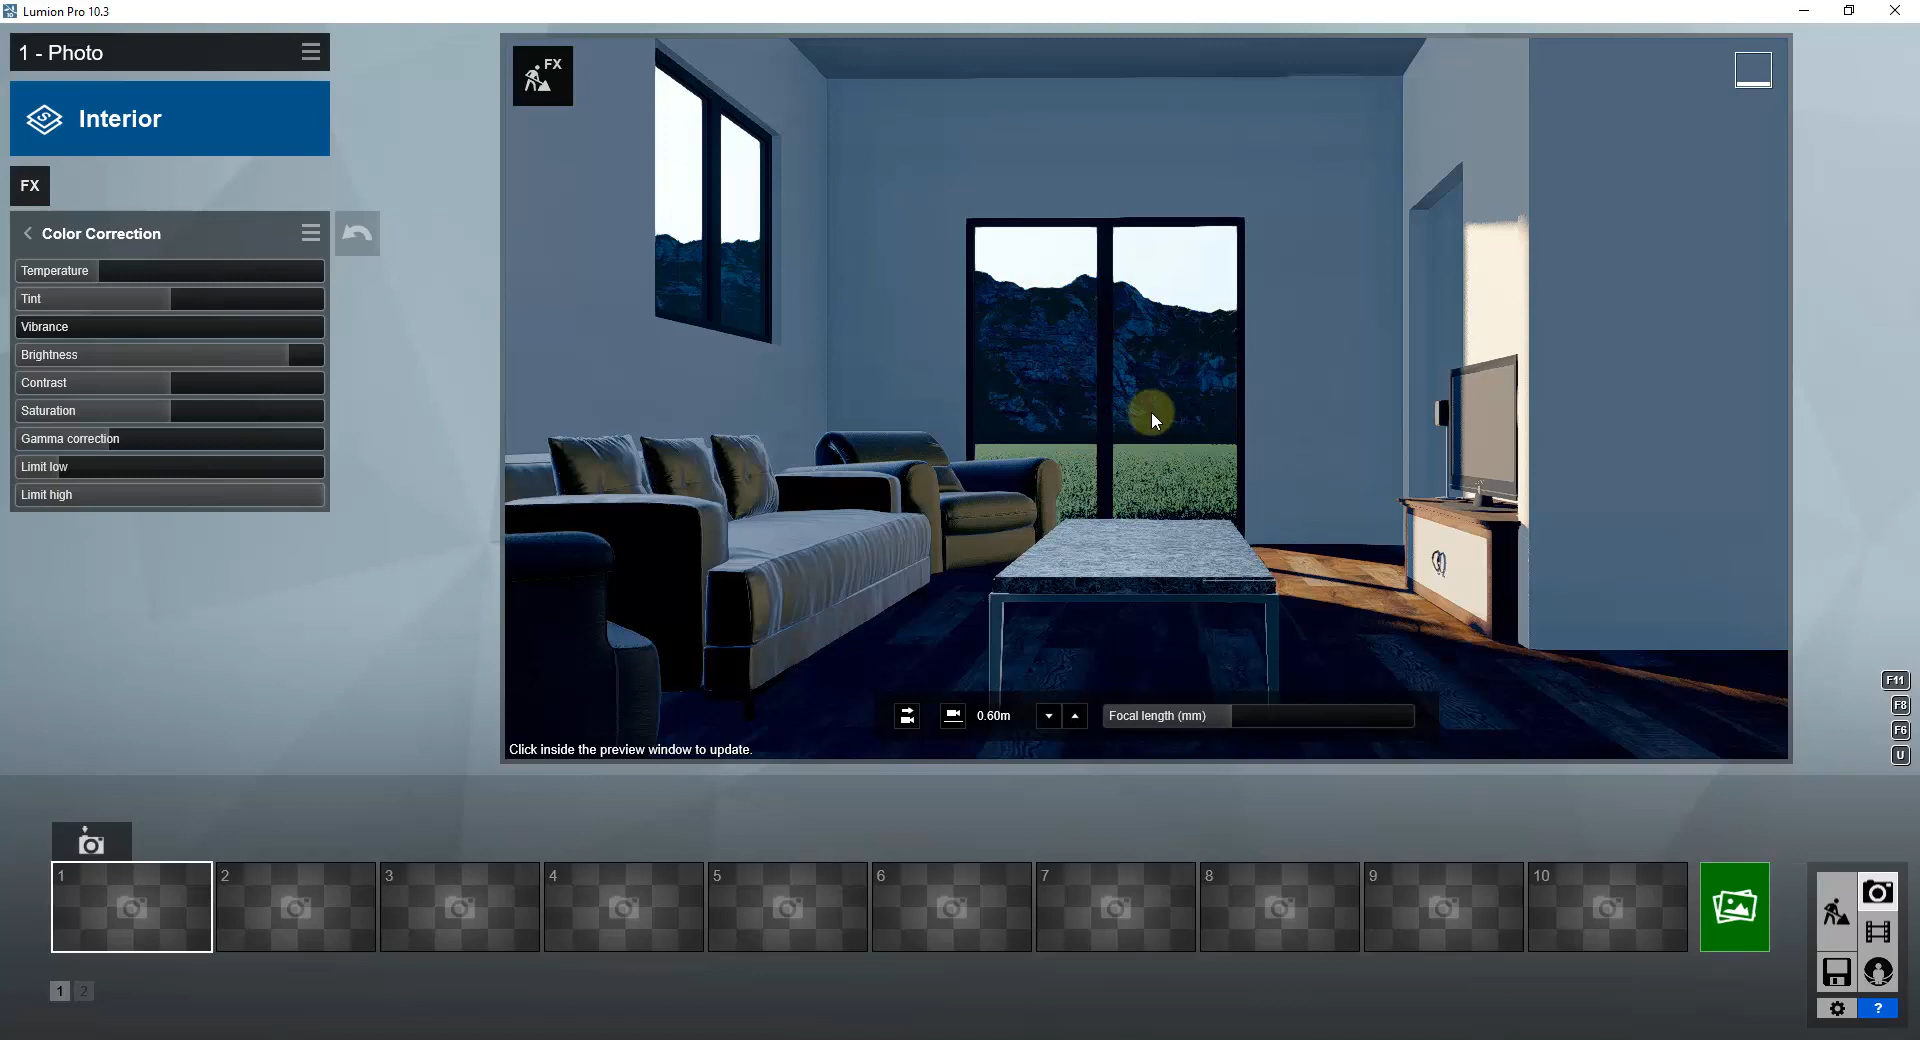 Lumion Pro 10.3
1 - Photo
Interior
FX
FX
Color Correction
Temperature
Tint
Vibrance
Brightness
Contrast
Saturation
Gamma correction
Limit low
Limit high
0.60m
Focal length (mm)
Click inside the preview window to update.
F11
F8
F6
U
1
2
3
4
5
6
7
8
9
10
1
2
?